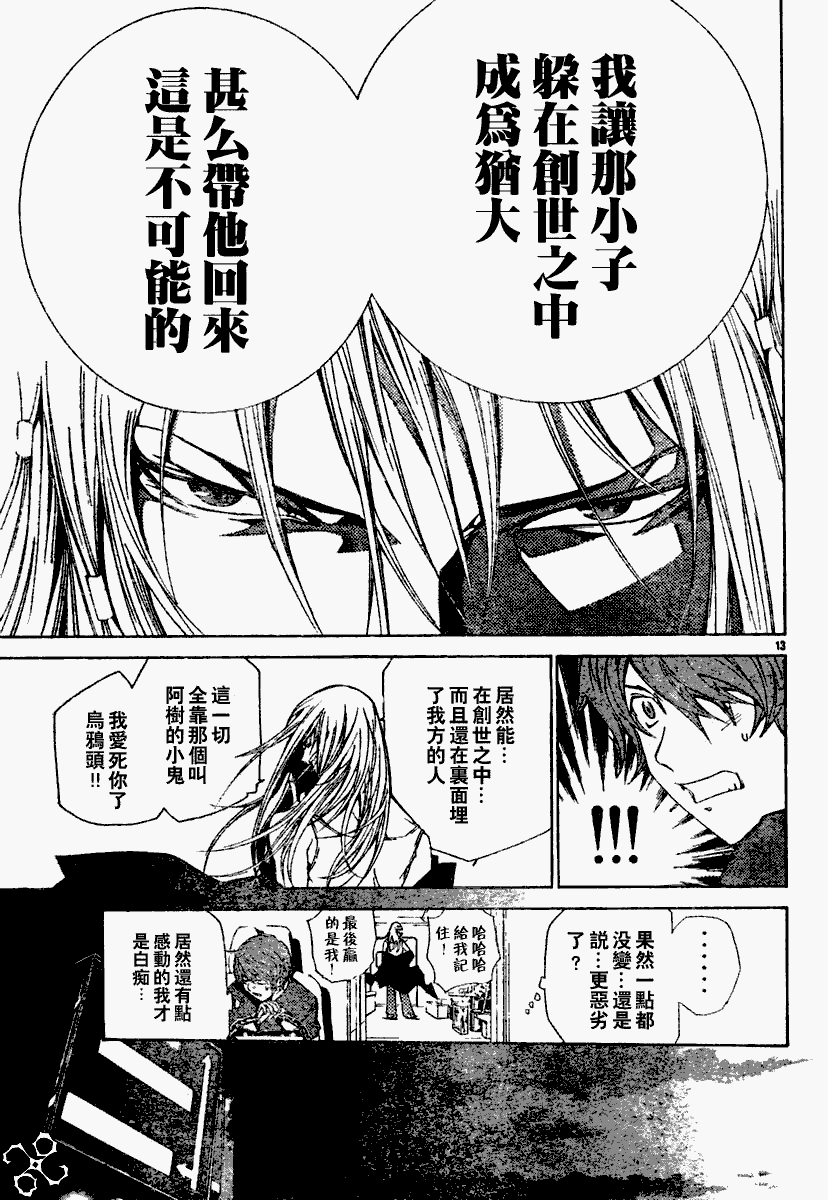 我讓那小子
躲在創世之中
成爲猶大
甚么帶他回來
這是不可能的
13
!!!
居然能…
在創世之中…
而且還在裏面埋
了我方的人
這一切
全靠那個叫
阿樹的小鬼
我愛死你了
烏鴉頭!!
……
果然一點都
没變…還是
説…更惡劣
了？
哈哈哈
給我記
住！
最後贏
的是我！
居然還有點
感動的我才
是白痴…